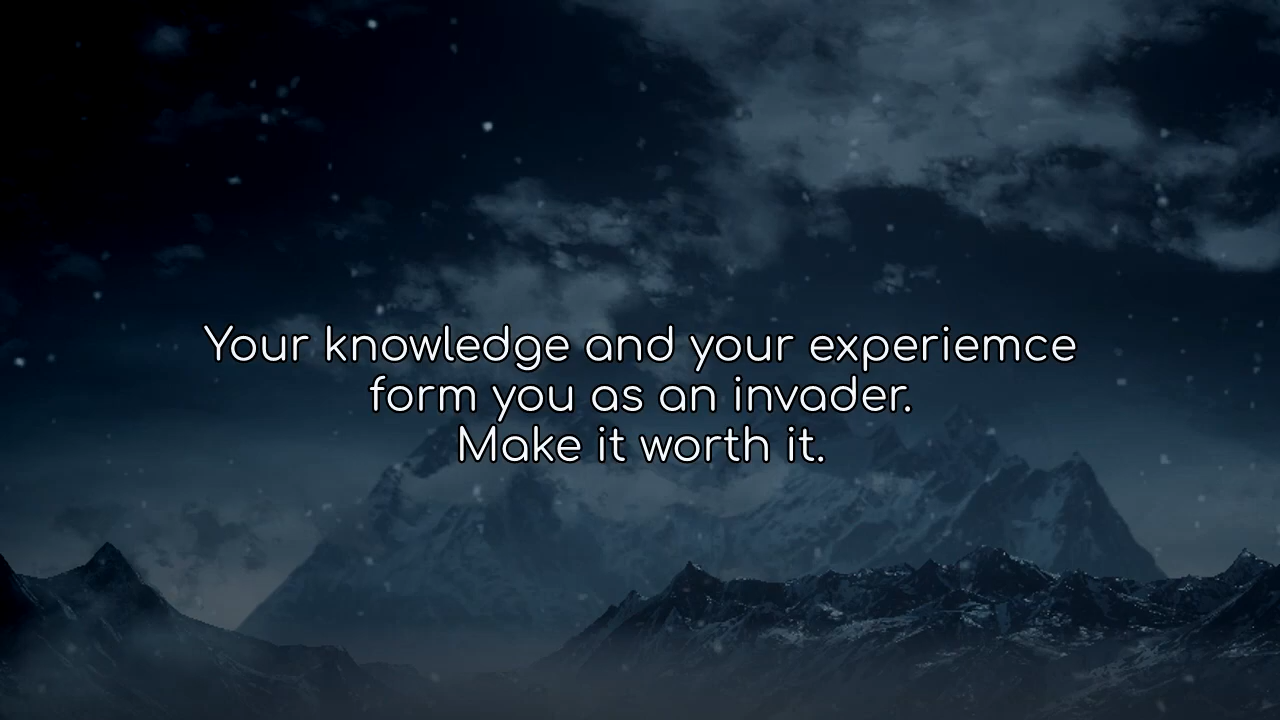 Your knowledge and your experiemce
form you as an invader.
Make it worth it.